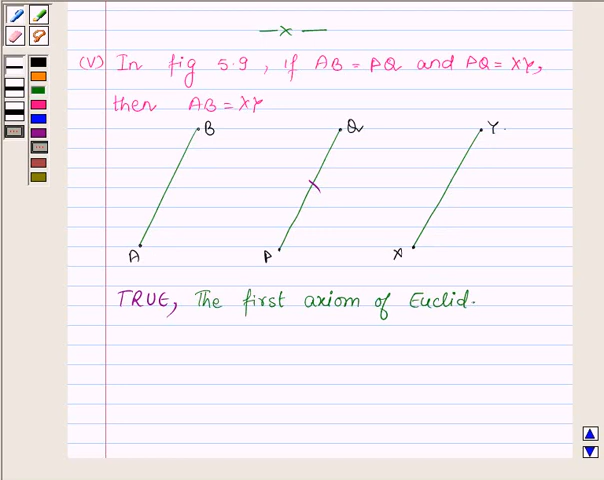 —x—
(V) In fig 5.9, if AB = PQ and PQ = XY,
then AB = XY
B Q Y.
A P X
TRUE, The first axiom of Euclid.